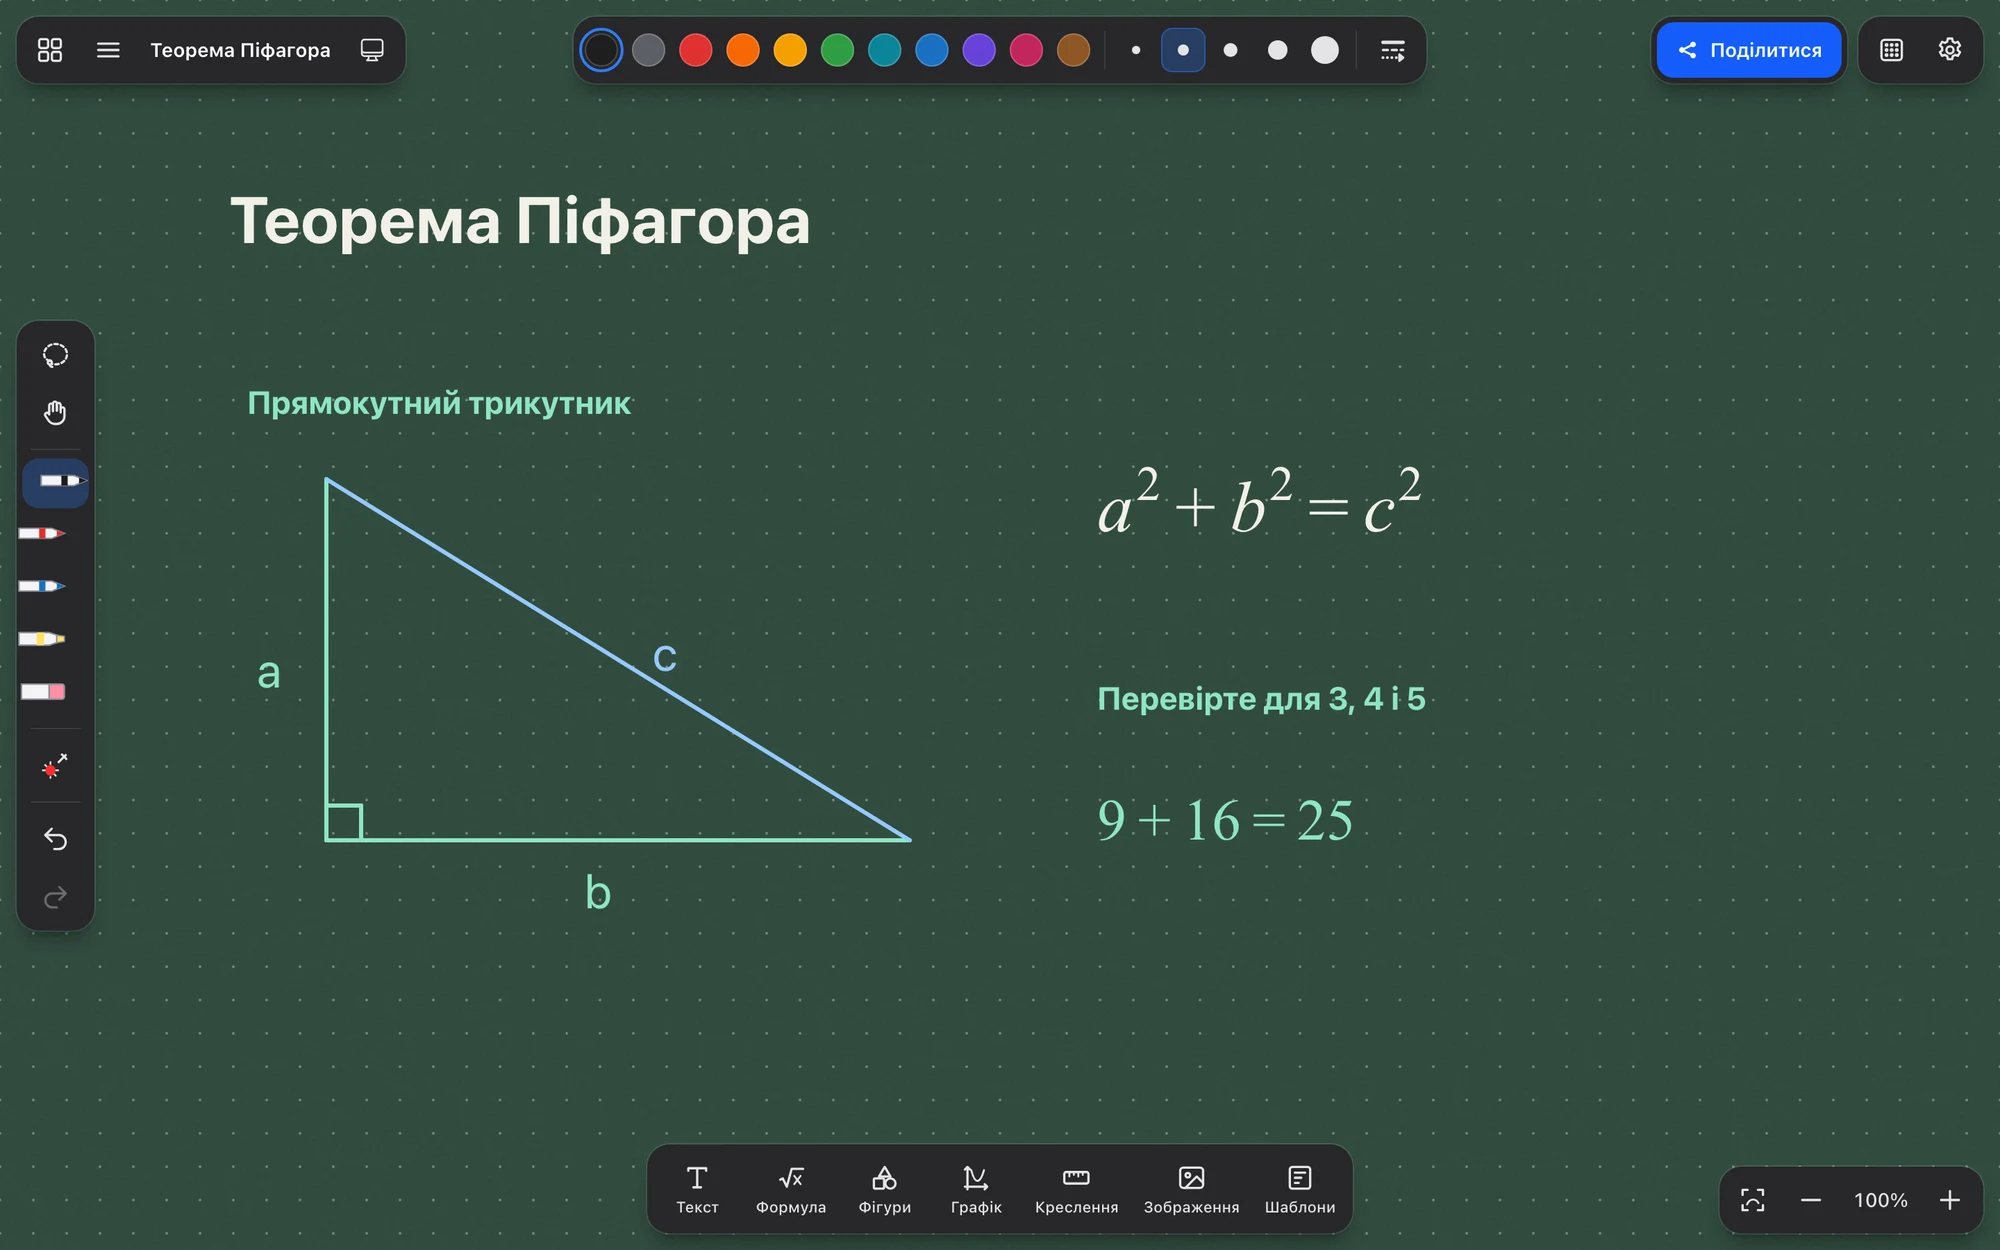 Теорема Піфагора
Поділитися
Теорема Піфагора
Прямокутний трикутник
a² + b² = c²
c
a
Перевірте для 3, 4 і 5
9 + 16 = 25
b
Текст
Формула
Фігури
Графік
Креслення
Зображення
Шаблони
100%